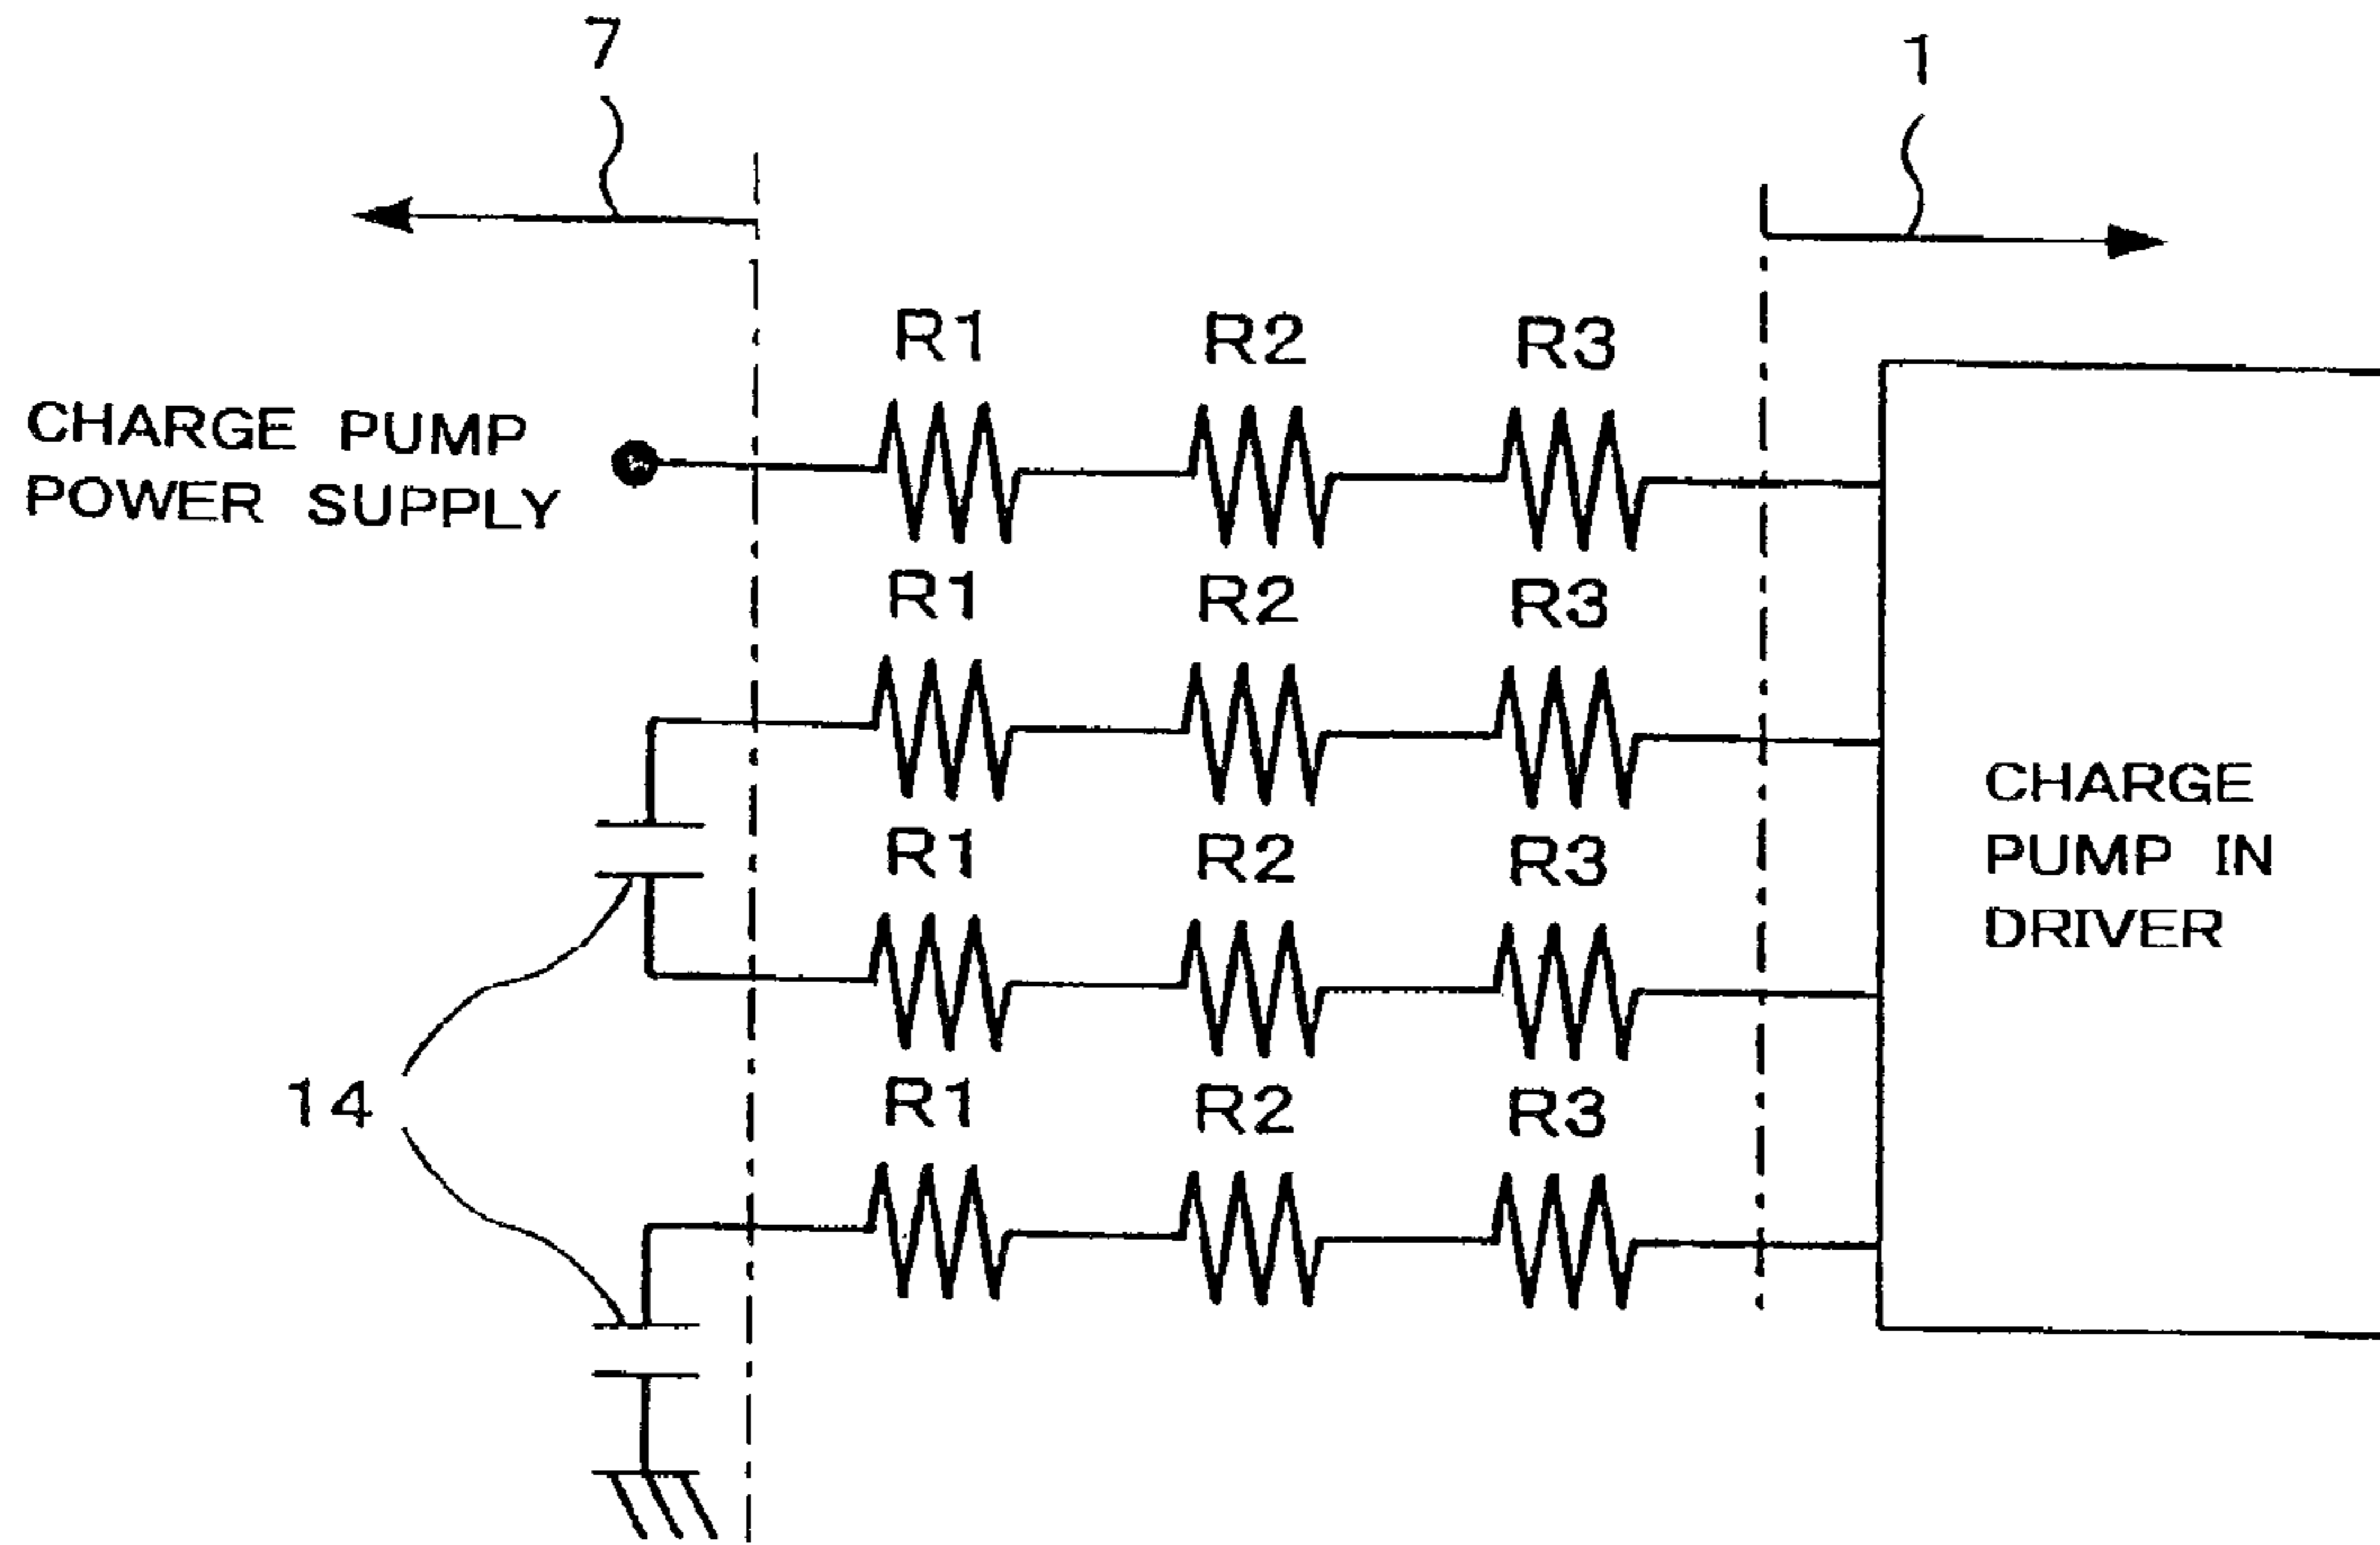 7
1
R1 R2 R3
CHARGE PUMP
POWER SUPPLY
R1 R2 R3
CHARGE
PUMP IN
DRIVER
R1 R2 R3
14
R1 R2 R3